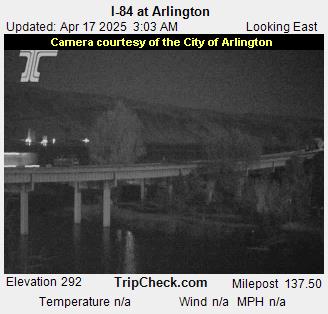 I-84 at Arlington
Updated: Apr 17 2025 3:03 AM Looking East
Camera courtesy of the City of Arlington
Elevation 292 TripCheck.com Milepost 137.50
Temperature n/a Wind n/a MPH n/a